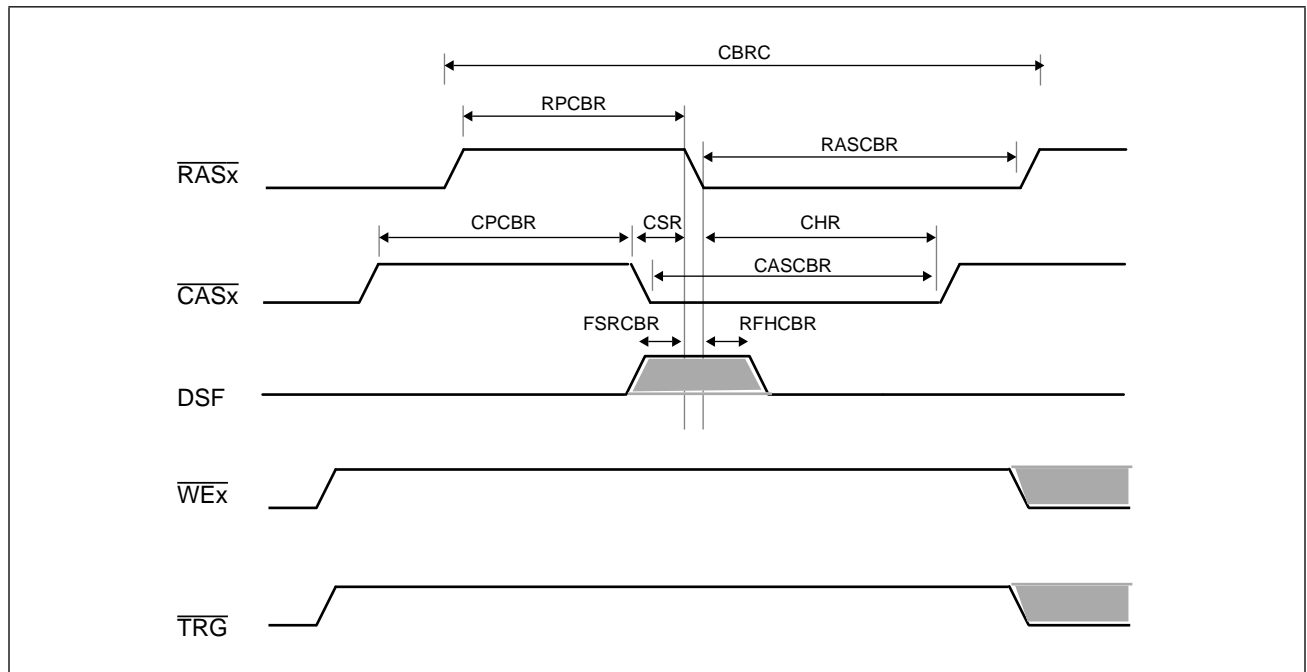 CBRC
RPCBR
RASCBR
RASx
CPCBR CSR CHR
CASCBR
CASx
FSRCBR RFHCBR
DSF
WEx
TRG